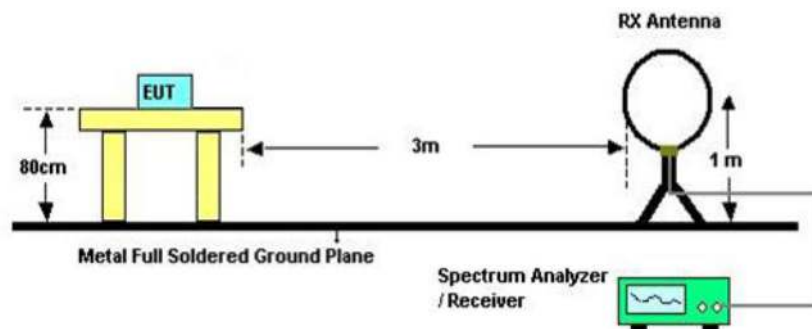 RX Antenna
EUT
3m
80cm
1 m
Metal Full Soldered Ground Plane
Spectrum Analyzer
/ Receiver